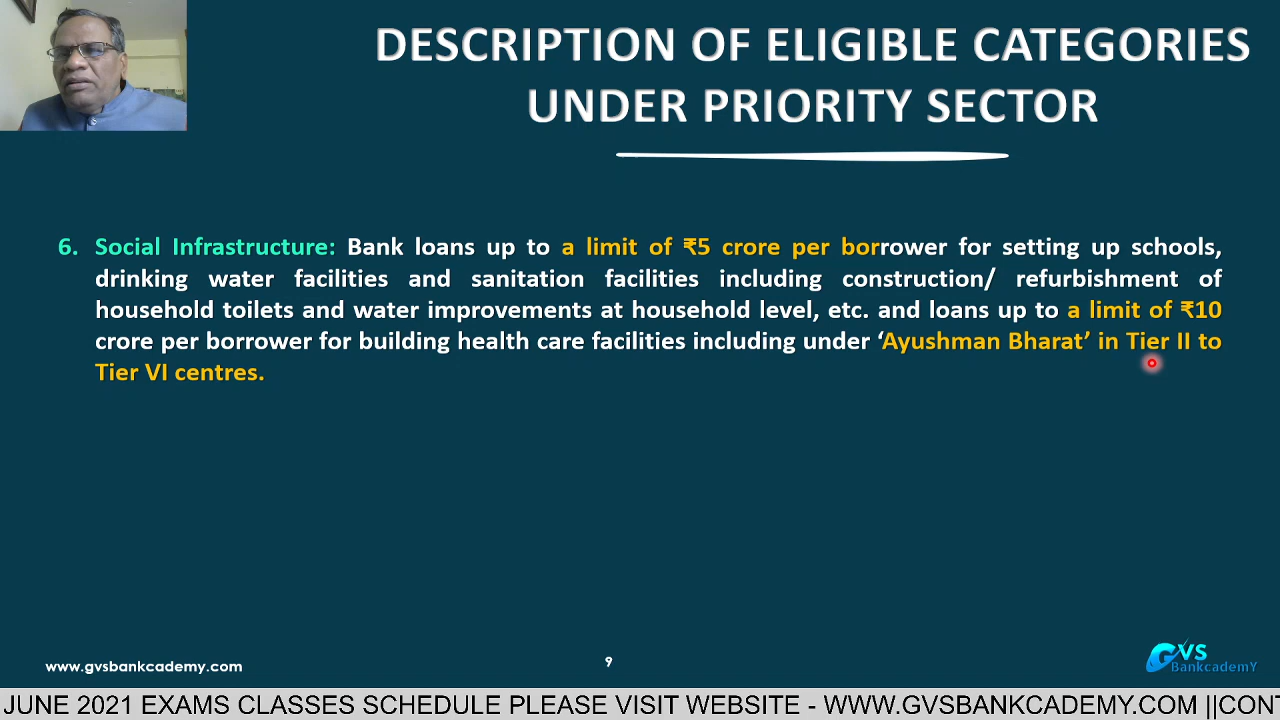 DESCRIPTION OF ELIGIBLE CATEGORIES
UNDER PRIORITY SECTOR
6. Social Infrastructure: Bank loans up to a limit of ₹5 crore per borrower for setting up schools,
drinking water facilities and sanitation facilities including construction/ refurbishment of
household toilets and water improvements at household level, etc. and loans up to a limit of ₹10
crore per borrower for building health care facilities including under ‘Ayushman Bharat’ in Tier II to
Tier VI centres.
www.gvsbankcademy.com
9
GVS
BankcademY
JUNE 2021 EXAMS CLASSES SCHEDULE PLEASE VISIT WEBSITE - WWW.GVSBANKCADEMY.COM ||CON